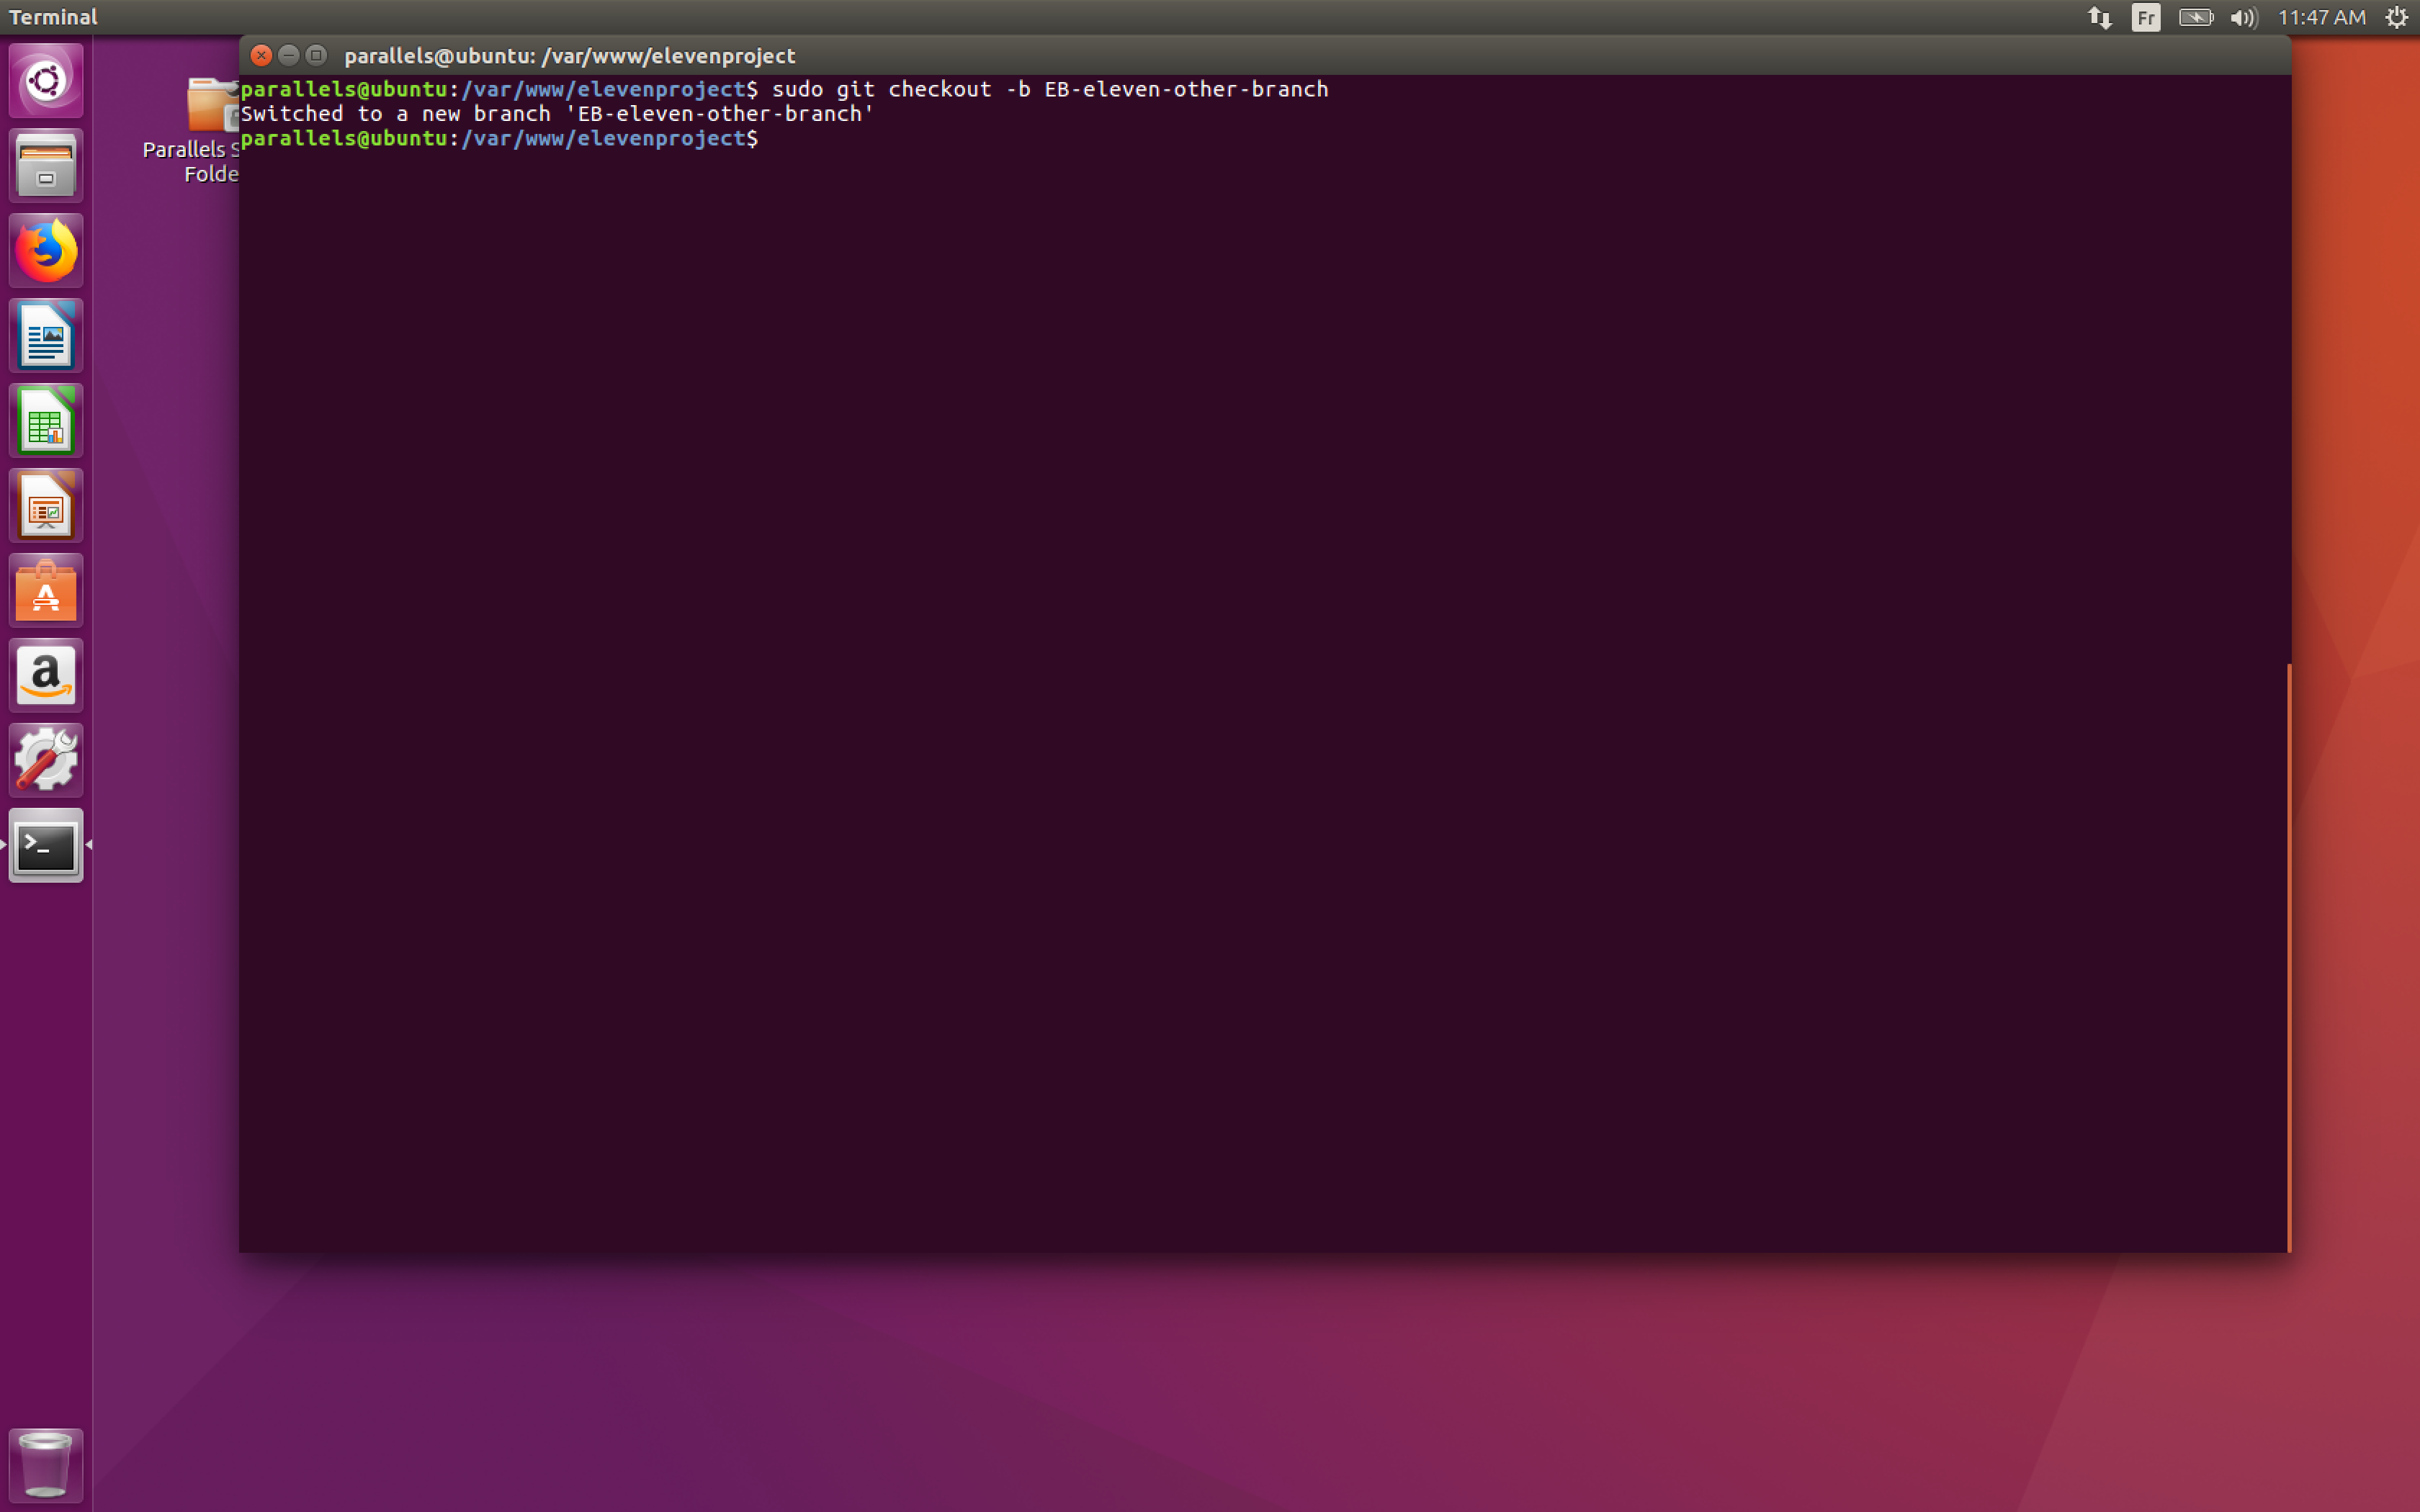 Terminal
Fr
11:47 AM
parallels@ubuntu: /var/www/elevenproject
parallels@ubuntu:/var/www/elevenproject$ sudo git checkout -b EB-eleven-other-branch
Switched to a new branch 'EB-eleven-other-branch'
parallels@ubuntu:/var/www/elevenproject$
Parallels S
Folde
A
a
>_